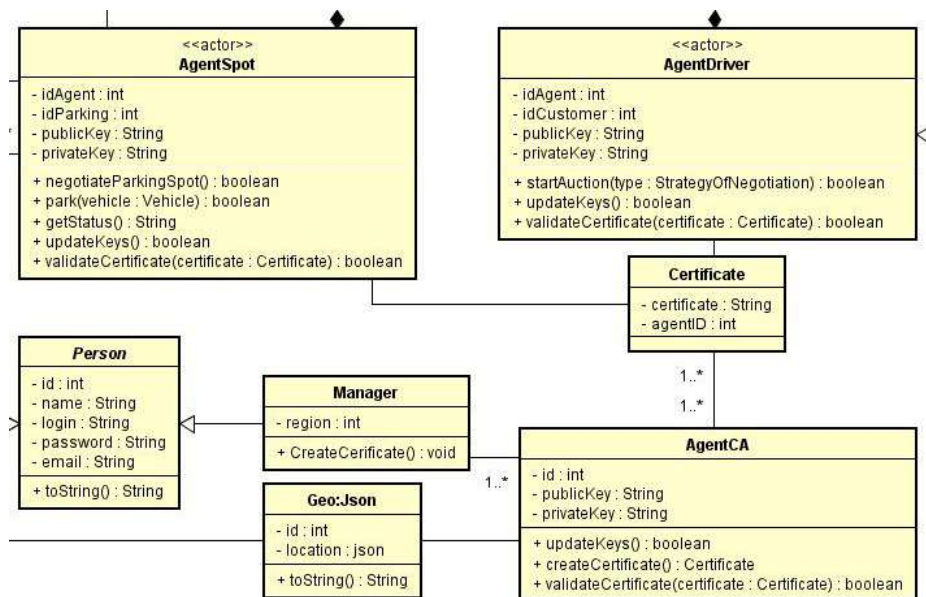 <<actor>>
AgentSpot
- idAgent : int
- idParking : int
- publicKey : String
- privateKey : String
+ negotiateParkingSpot() : boolean
+ park(vehicle : Vehicle) : boolean
+ getStatus() : String
+ updateKeys() : boolean
+ validateCertificate(certificate : Certificate) : boolean
<<actor>>
AgentDriver
- idAgent : int
- idCustomer : int
- publicKey : String
- privateKey : String
+ startAuction(type : StrategyOfNegotiation) : boolean
+ updateKeys() : boolean
+ validateCertificate(certificate : Certificate) : boolean
Certificate
- certificate : String
- agentID : int
1..*
1..*
Person
- id : int
- name : String
- login : String
- password : String
- email : String
+ toString() : String
Manager
- region : int
+ CreateCerificate() : void
1..*
AgentCA
- id : int
- publicKey : String
- privateKey : String
+ updateKeys() : boolean
+ createCertificate() : Certificate
+ validateCertificate(certificate : Certificate) : boolean
Geo:Json
- id : int
- location : json
+ toString() : String